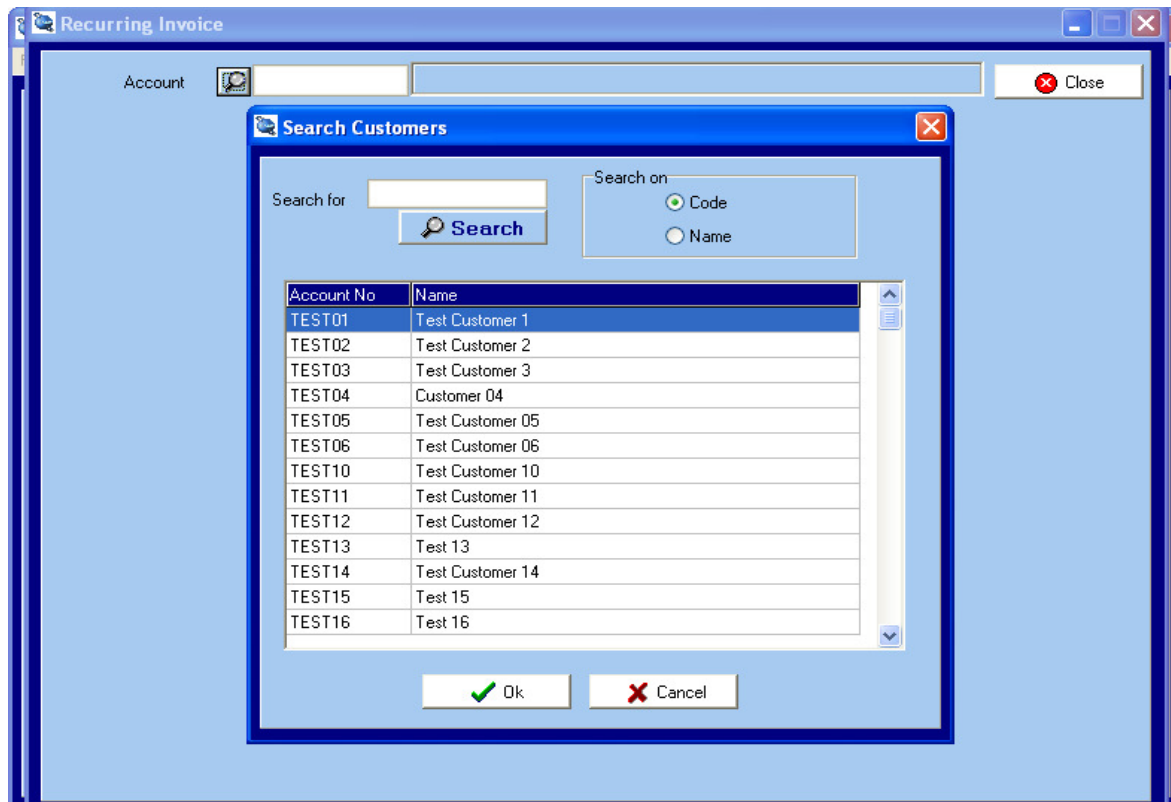 Recurring Invoice
Account
Close
Search Customers
Search for
Search on
Code
Search
Name
Account No Name
TEST01 Test Customer 1
TEST02 Test Customer 2
TEST03 Test Customer 3
TEST04 Customer 04
TEST05 Test Customer 05
TEST06 Test Customer 06
TEST10 Test Customer 10
TEST11 Test Customer 11
TEST12 Test Customer 12
TEST13 Test 13
TEST14 Test Customer 14
TEST15 Test 15
TEST16 Test 16
Ok Cancel